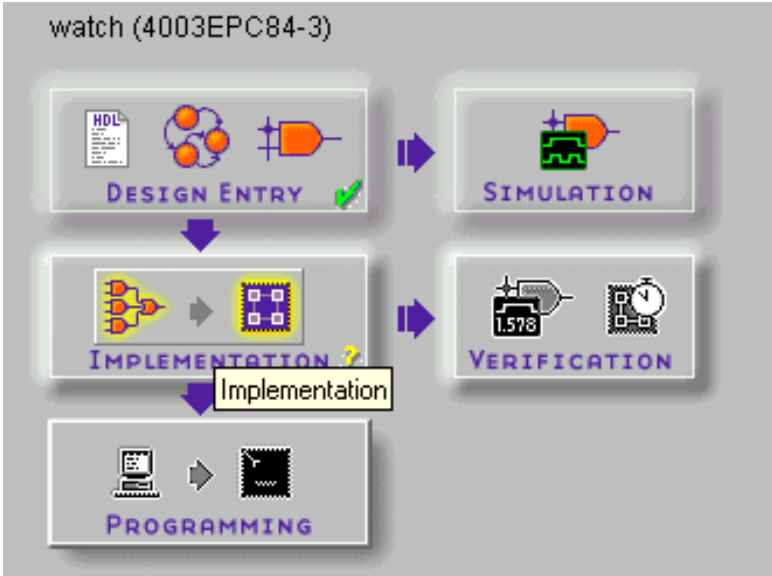 watch (4003EPC84-3)
HDL
DESIGN ENTRY
SIMULATION
IMPLEMENTATION
Implementation
1.578
VERIFICATION
PROGRAMMING